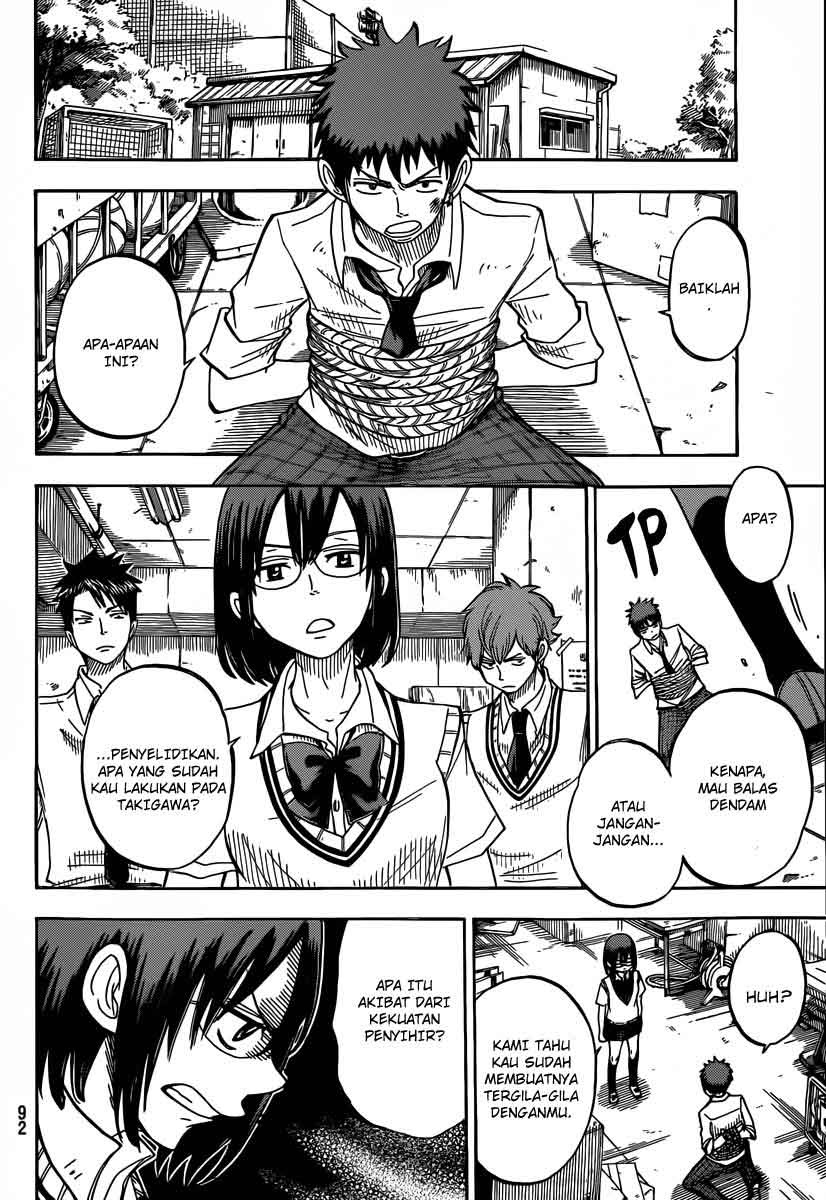 BAIKLAH
.
APA-APAAN
INI?
APA?
TP
KENAPA,
MAU BALAS
DENDAM
ATAU
JANGAN-
JANGAN...
...PENYELIDIKAN.
APA YANG SUDAH
KAU LAKUKAN PADA
TAKIGAWA?
HUH?
KAMI TAHU
KAU SUDAH
MEMBUATNYA
TERGILA-GILA
DENGANMU.
APA ITU
AKIBAT DARI
KEKUATAN
PENYIHIR?
92